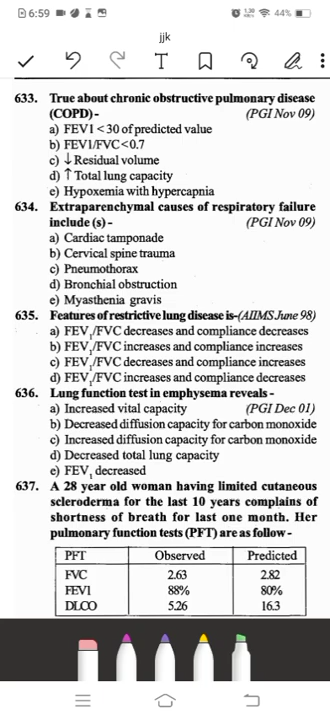 6:59
44%
jjk
T
633. True about chronic obstructive pulmonary disease
(COPD)- (PGI Nov 09)
a) FEV1 <30 of predicted value
b) FEV1/FVC<0.7
c) ↓ Residual volume
d) ↑ Total lung capacity
e) Hypoxemia with hypercapnia
634. Extraparenchymal causes of respiratory failure
include (s) - (PGI Nov 09)
a) Cardiac tamponade
b) Cervical spine trauma
c) Pneumothorax
d) Bronchial obstruction
e) Myasthenia gravis
635. Features of restrictive lung disease is-(AIIMS June 98)
a) FEV₁/FVC decreases and compliance decreases
b) FEV₁/FVC increases and compliance increases
c) FEV₁/FVC decreases and compliance increases
d) FEV₁/FVC increases and compliance decreases
636. Lung function test in emphysema reveals -
a) Increased vital capacity (PGI Dec 01)
b) Decreased diffusion capacity for carbon monoxide
c) Increased diffusion capacity for carbon monoxide
d) Decreased total lung capacity
e) FEV₁ decreased
637. A 28 year old woman having limited cutaneous
scleroderma for the last 10 years complains of
shortness of breath for last one month. Her
pulmonary function tests (PFT) are as follow -
PFT Observed Predicted
FVC 2.63 2.82
FEV1 88% 80%
DLCO 5.26 16.3